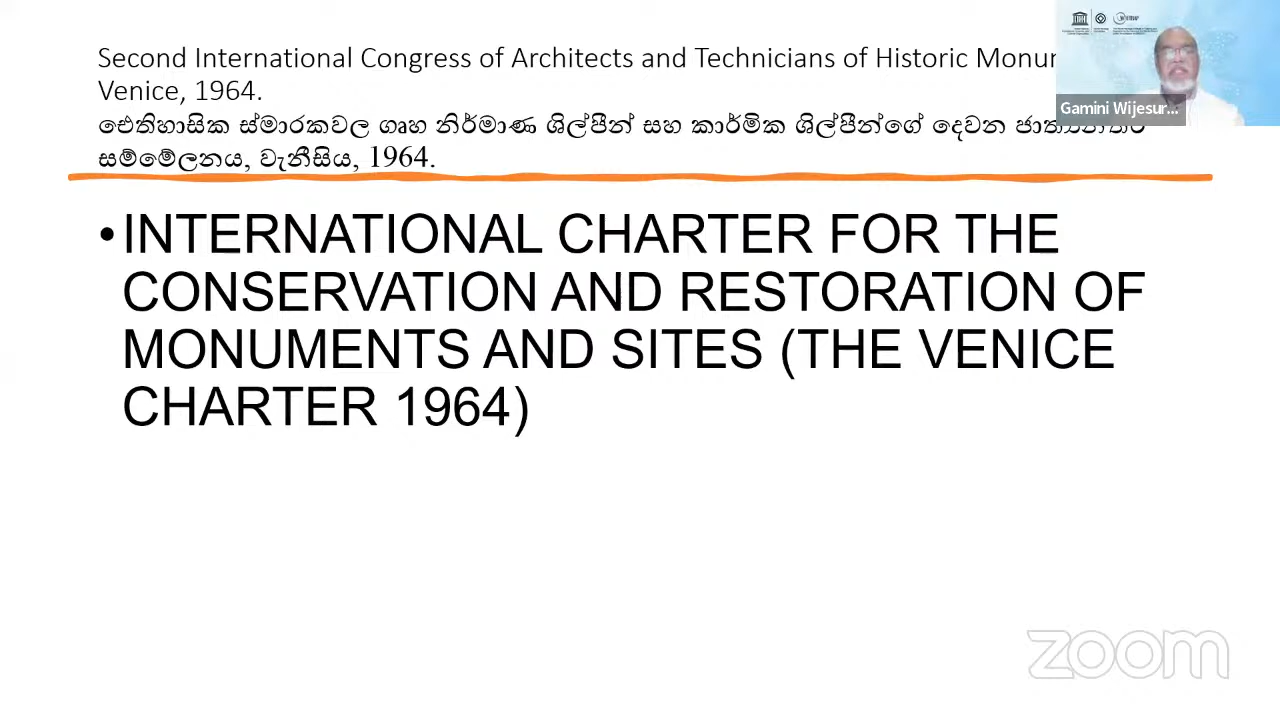 Second International Congress of Architects and Technicians of Historic
Venice, 1964.
ඓතිහාසික ස්මාරකවල ගෘහ නිර්මාණ ශිල්පීන් සහ කාර්මික ශිල්පීන්ගේ දෙවන
සම්මේලනය, වැනීසිය, 1964.
Gamini Wijesur...
•INTERNATIONAL CHARTER FOR THE
CONSERVATION AND RESTORATION OF
MONUMENTS AND SITES (THE VENICE
CHARTER 1964)
zoom